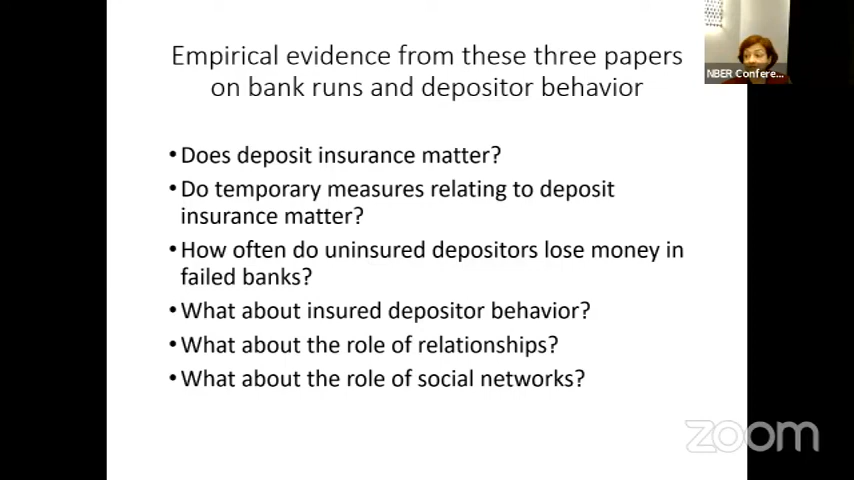 Empirical evidence from these three papers
on bank runs and depositor behavior
•Does deposit insurance matter?
•Do temporary measures relating to deposit
insurance matter?
•How often do uninsured depositors lose money in
failed banks?
•What about insured depositor behavior?
•What about the role of relationships?
•What about the role of social networks?
NBER Confere...
zoom